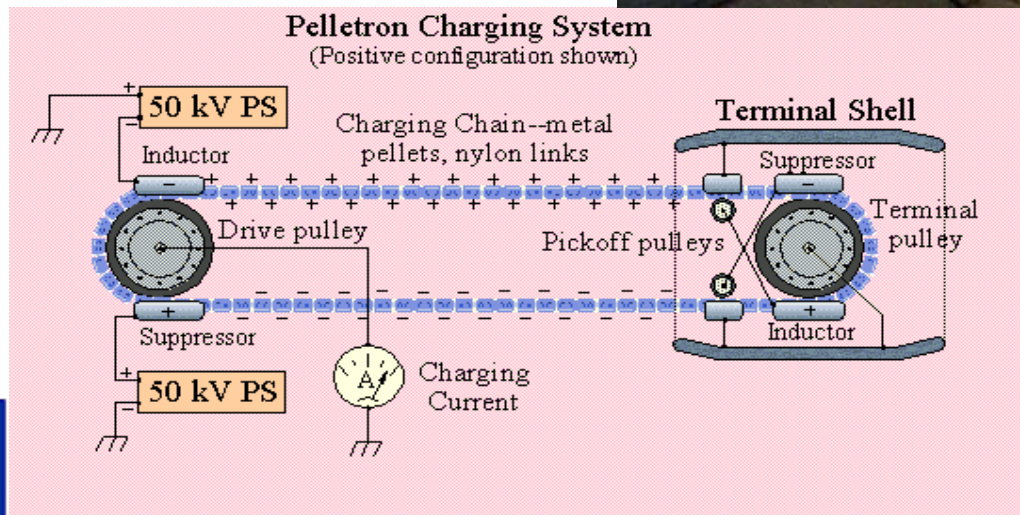 Pelletron Charging System
(Positive configuration shown)
+
50 kV PS
−
Inductor
−
Charging Chain--metal
pellets, nylon links
Terminal Shell
Suppressor
−
+ + + + + + + + + + + + +
+ + + + + + + + + + + +
Drive pulley
Pickoff pulleys
Terminal
pulley
− − − − − − − − − −
− − − − − − − − − −
+
Suppressor
+
Inductor
+
50 kV PS
−
A
Charging
Current